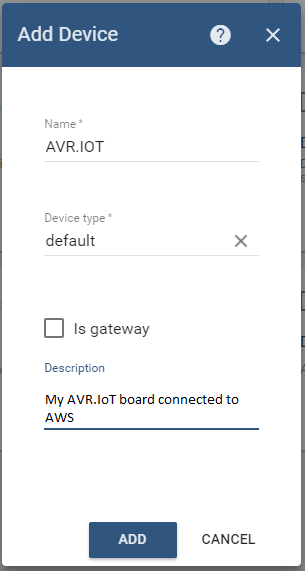 Add Device
Name *
AVR.IOT
Device type *
default
Is gateway
Description
My AVR.IoT board connected to
AWS
ADD
CANCEL